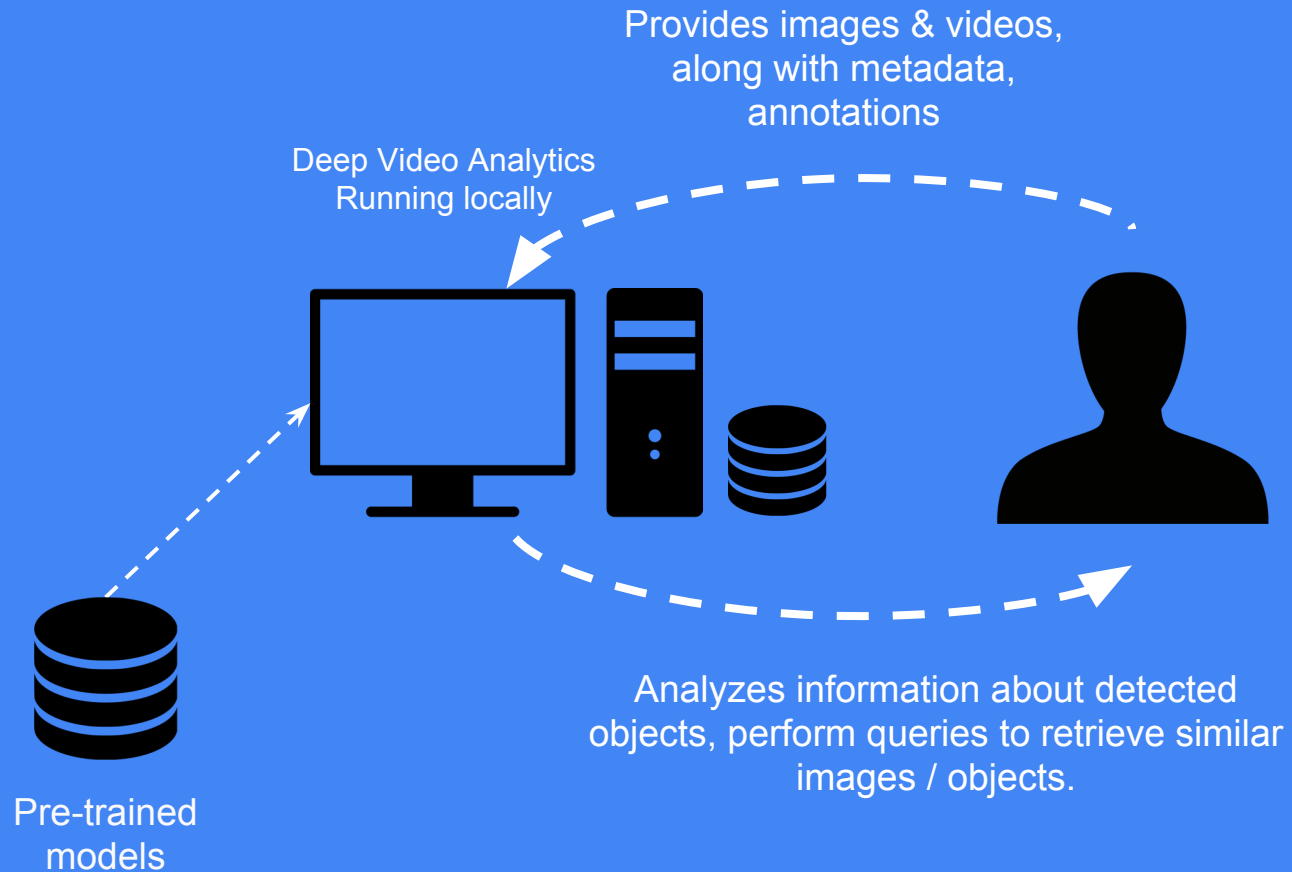 Provides images & videos,
along with metadata,
annotations
Deep Video Analytics
Running locally
Analyzes information about detected
objects, perform queries to retrieve similar
images / objects.
Pre-trained
models